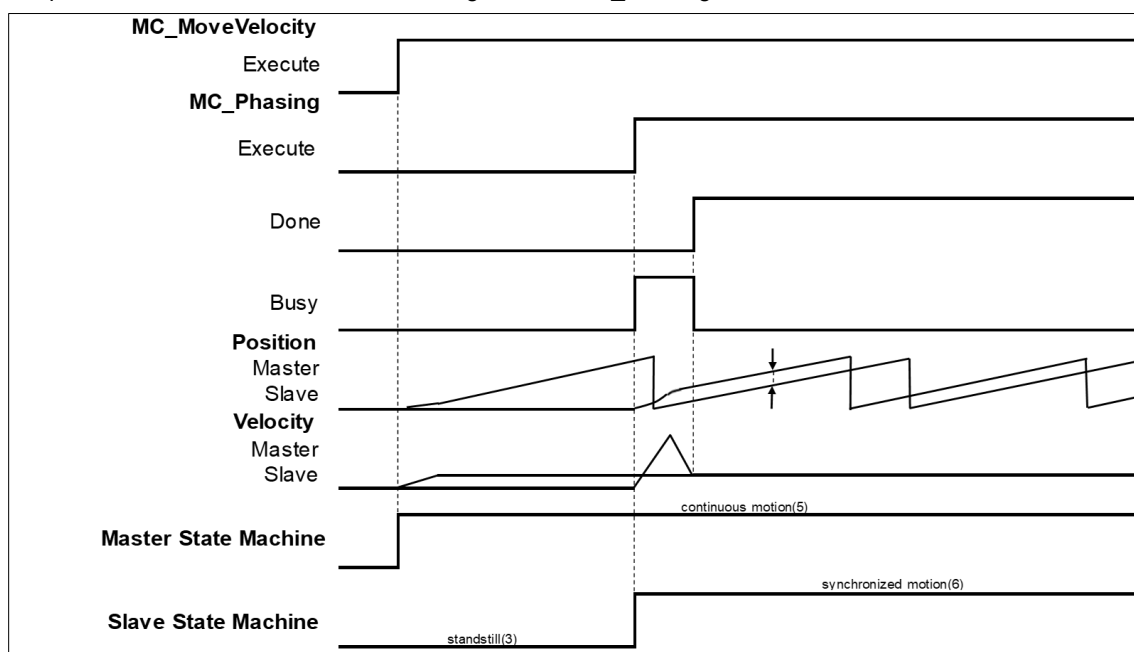 MC_MoveVelocity
Execute
MC_Phasing
Execute
Done
Busy
Position
Master
Slave
Velocity
Master
Slave
continuous motion(5)
Master State Machine
synchronized motion(6)
Slave State Machine
standstill(3)